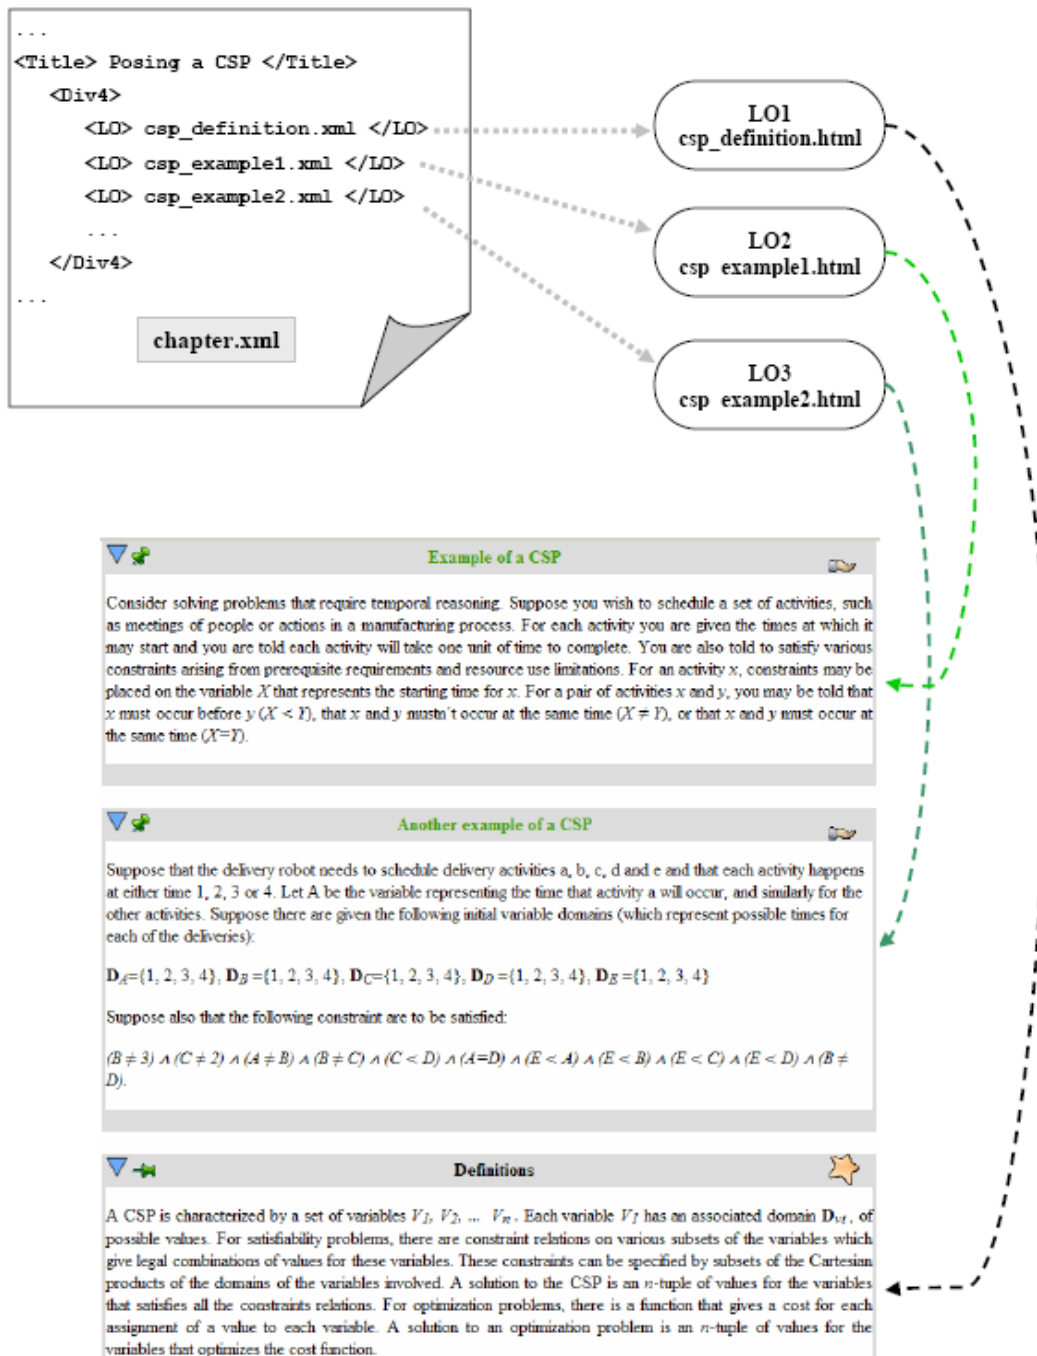 ...
<Title> Posing a CSP </Title>
<Div4>
<LO> csp_definition.xml </LO>
<LO> csp_example1.xml </LO>
<LO> csp_example2.xml </LO>
...
</Div4>
...
chapter.xml
LO1
csp_definition.html
LO2
csp example1.html
LO3
csp example2.html
Example of a CSP
Consider solving problems that require temporal reasoning. Suppose you wish to schedule a set of activities, such
as meetings of people or actions in a manufacturing process. For each activity you are given the times at which it
may start and you are told each activity will take one unit of time to complete. You are also told to satisfy various
constraints arising from prerequisite requirements and resource use limitations. For an activity x, constraints may be
placed on the variable X that represents the starting time for x. For a pair of activities x and y, you may be told that
x must occur before y (X < Y), that x and y mustn't occur at the same time (X ≠ Y), or that x and y must occur at
the same time (X=Y).
Another example of a CSP
Suppose that the delivery robot needs to schedule delivery activities a, b, c, d and e and that each activity happens
at either time 1, 2, 3 or 4. Let A be the variable representing the time that activity a will occur, and similarly for the
other activities. Suppose there are given the following initial variable domains (which represent possible times for
each of the deliveries):
D_A={1, 2, 3, 4}, D_B ={1, 2, 3, 4}, D_C={1, 2, 3, 4}, D_D ={1, 2, 3, 4}, D_E ={1, 2, 3, 4}
Suppose also that the following constraint are to be satisfied:
(B ≠ 3) ∧ (C ≠ 2) ∧ (A ≠ B) ∧ (B ≠ C) ∧ (C < D) ∧ (A=D) ∧ (E < A) ∧ (E < B) ∧ (E < C) ∧ (E < D) ∧ (B ≠
D).
Definitions
A CSP is characterized by a set of variables V_1, V_2, ... V_n. Each variable V_I has an associated domain D_vi, of
possible values. For satisfiability problems, there are constraint relations on various subsets of the variables which
give legal combinations of values for these variables. These constraints can be specified by subsets of the Cartesian
products of the domains of the variables involved. A solution to the CSP is an n-tuple of values for the variables
that satisfies all the constraints relations. For optimization problems, there is a function that gives a cost for each
assignment of a value to each variable. A solution to an optimization problem is an n-tuple of values for the
variables that optimizes the cost function.